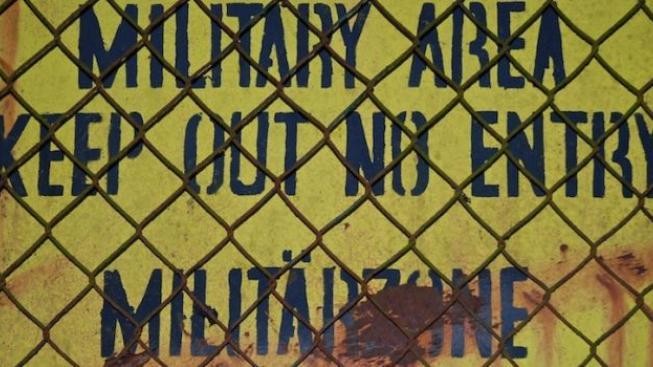 MILITARY AREA
KEEP OUT NO ENTRY
MILITÄRZONE